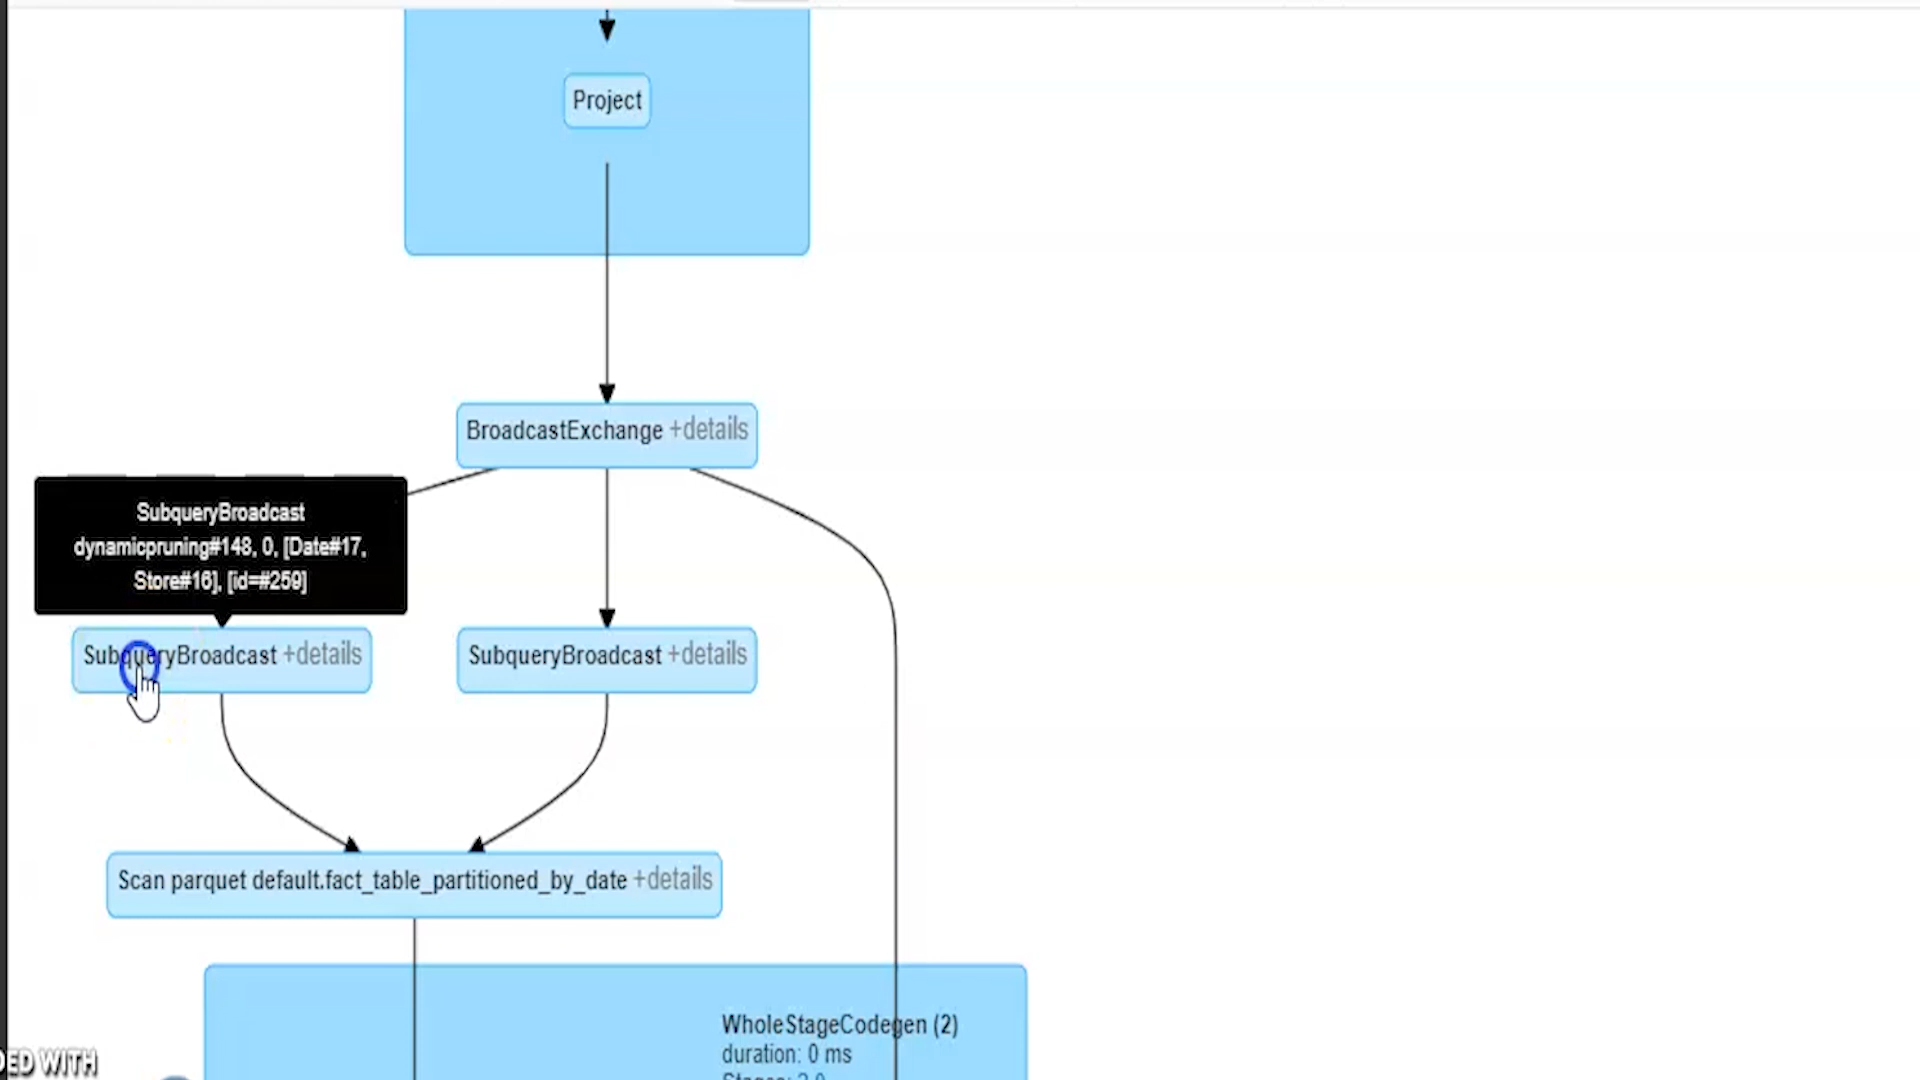 Project
BroadcastExchange +details
SubqueryBroadcast
dynamicpruning#148, 0, [Date#17,
Store#16], [id=#259]
SubqueryBroadcast +details
SubqueryBroadcast +details
Scan parquet default.fact_table_partitioned_by_date +details
WholeStageCodegen (2)
duration: 0 ms
DED WITH